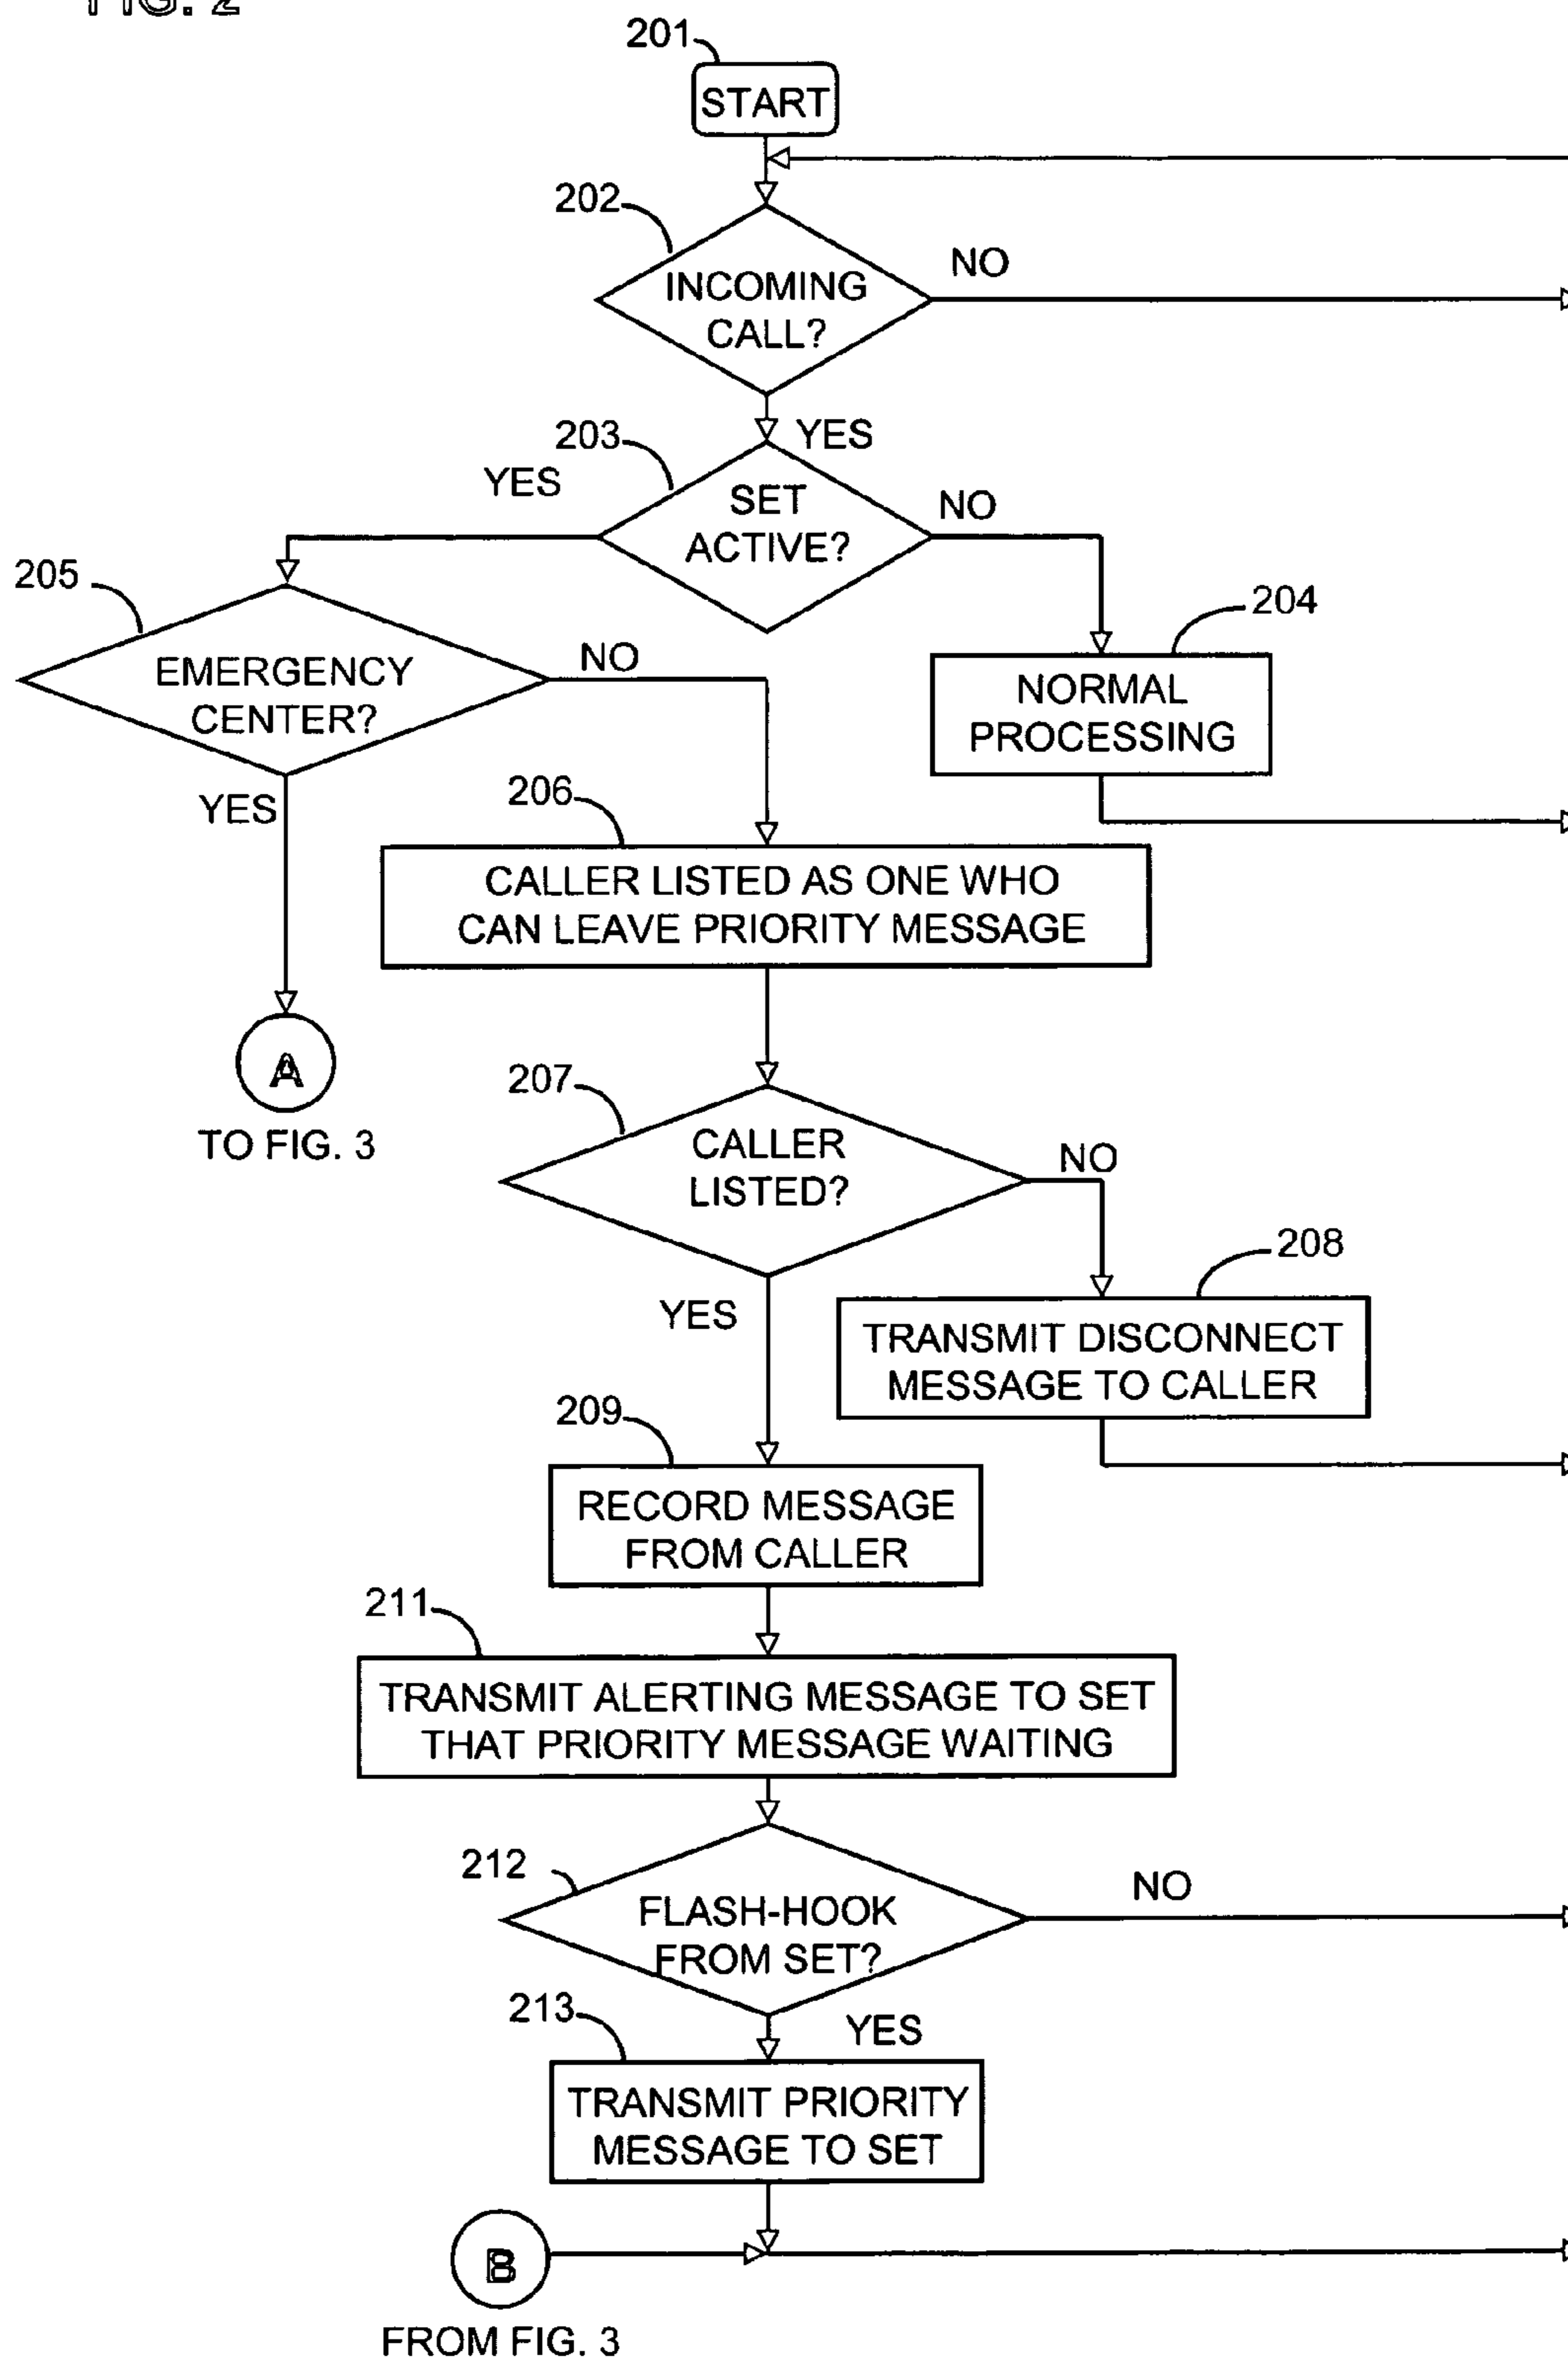 FIG. 2
201
START
202
INCOMING
CALL?
NO
YES
203
SET
ACTIVE?
YES
NO
204
NORMAL
PROCESSING
205
EMERGENCY
CENTER?
NO
YES
A
TO FIG. 3
206
CALLER LISTED AS ONE WHO
CAN LEAVE PRIORITY MESSAGE
207
CALLER
LISTED?
NO
YES
208
TRANSMIT DISCONNECT
MESSAGE TO CALLER
209
RECORD MESSAGE
FROM CALLER
211
TRANSMIT ALERTING MESSAGE TO SET
THAT PRIORITY MESSAGE WAITING
212
FLASH-HOOK
FROM SET?
NO
YES
213
TRANSMIT PRIORITY
MESSAGE TO SET
B
FROM FIG. 3